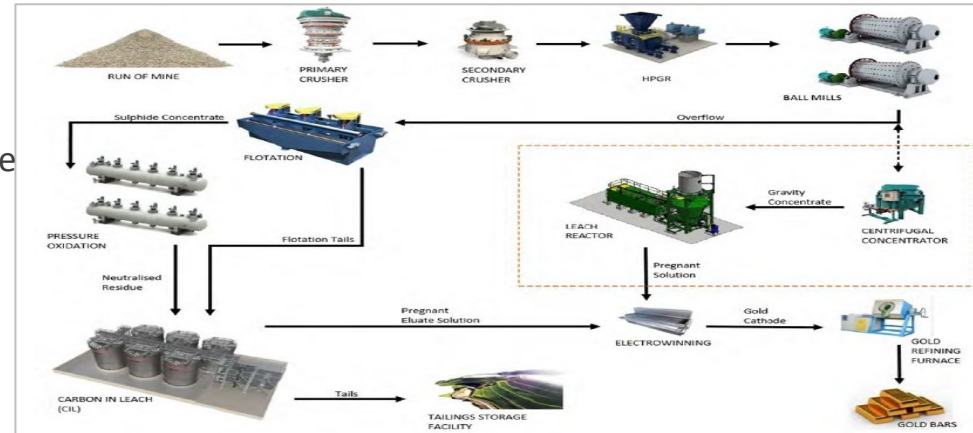 RUN OF MINE
PRIMARY
CRUSHER
SECONDARY
CRUSHER
HPGR
BALL MILLS
Sulphide Concentrate
Overflow
FLOTATION
e
Gravity
Concentrate
LEACH
REACTOR
CENTRIFUGAL
CONCENTRATOR
PRESSURE
OXIDATION
Flotation Tails
Neutralised
Residue
Pregnant
Solution
Pregnant
Eluate Solution
Gold
Cathode
ELECTROWINNING
GOLD
REFINING
FURNACE
CARBON IN LEACH
(CIL)
Tails
TAILINGS STORAGE
FACILITY
GOLD BARS